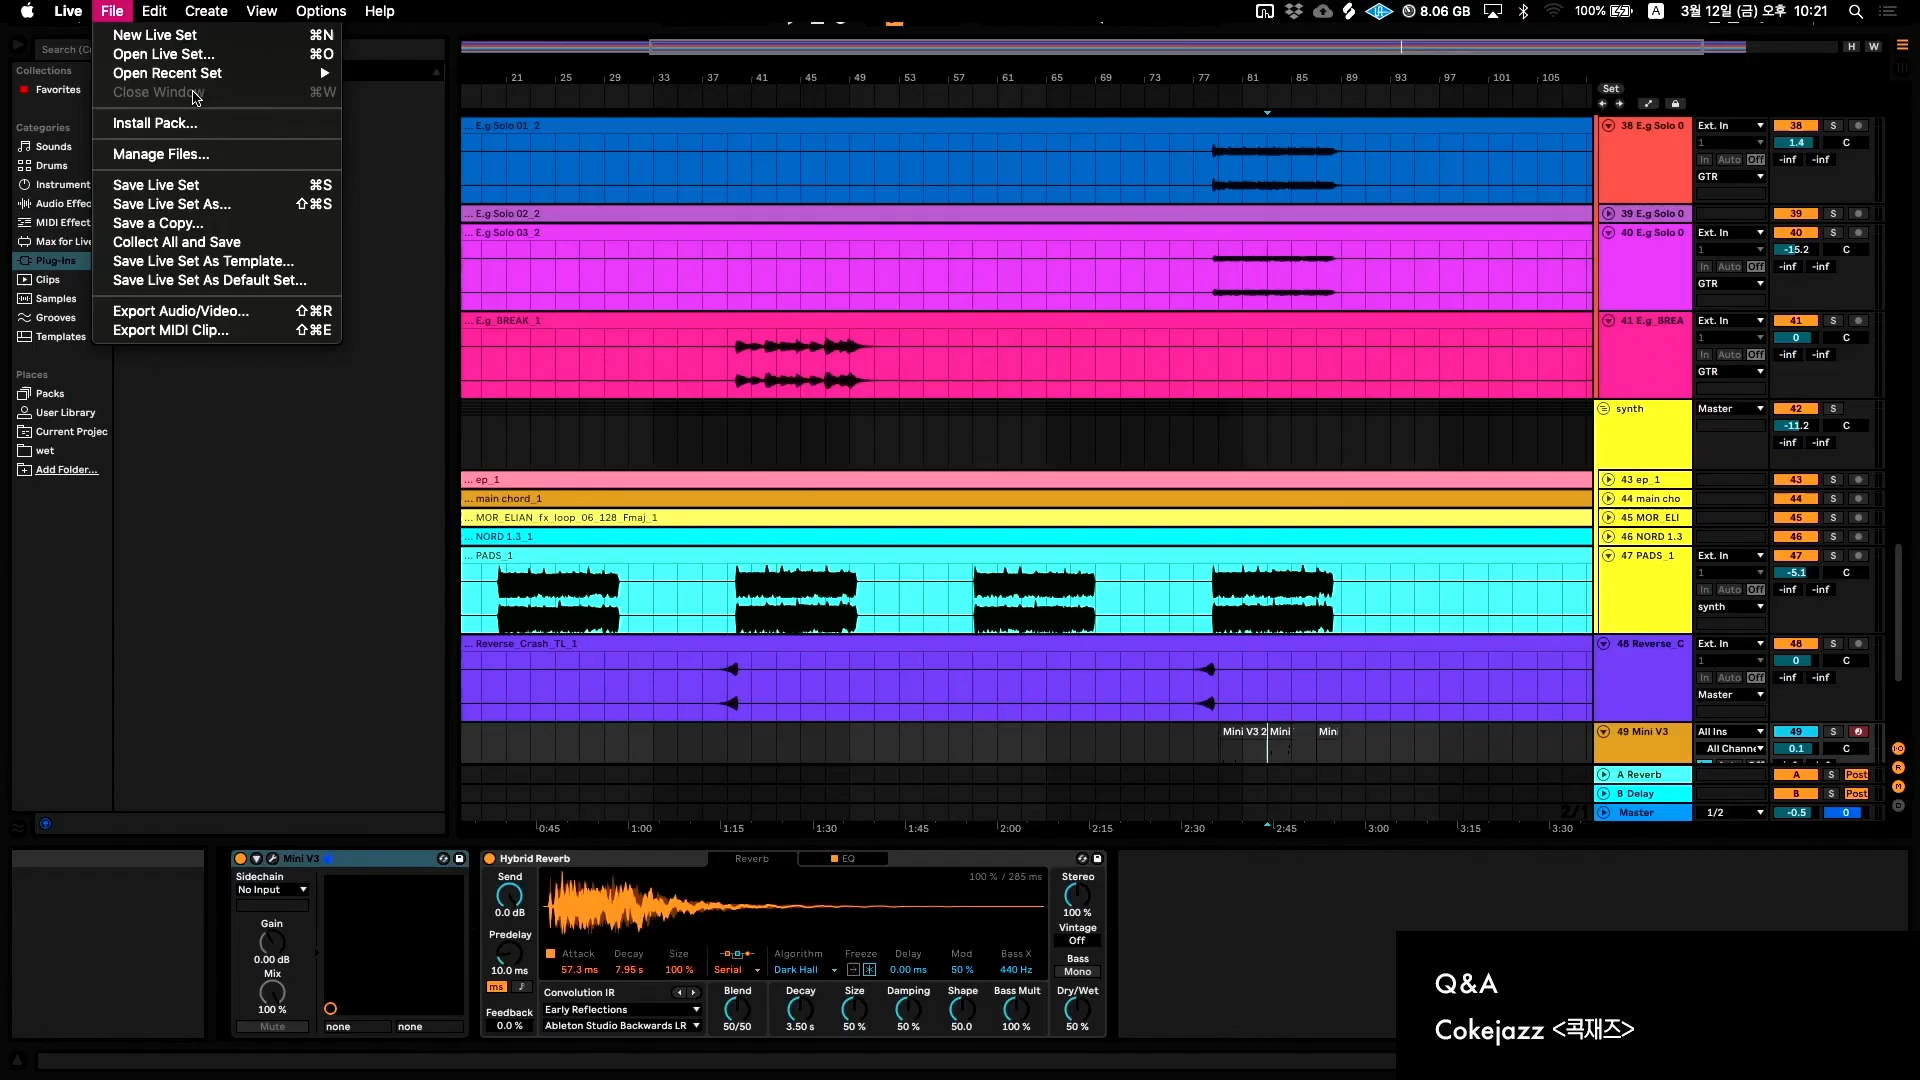 Live File Edit Create View Options Help
8.06 GB 100% A 3월 12일 (금) 오후 10:21
New Live Set ⌘N
Open Live Set... ⌘O
Open Recent Set ▶
Close Window ⌘W
Install Pack...
Manage Files...
Save Live Set ⌘S
Save Live Set As... ⇧⌘S
Save a Copy...
Collect All and Save
Save Live Set As Template...
Save Live Set As Default Set...
Export Audio/Video... ⇧⌘R
Export MIDI Clip... ⇧⌘E
Search (C
Collections
Favorites
Categories
Sounds
Drums
Instrument
Audio Effec
MIDI Effect
Max for Live
Plug-Ins
Clips
Samples
Grooves
Templates
Places
Packs
User Library
Current Projec
wet
Add Folder...
H W
21 25 29 33 37 41 45 49 53 57 61 65 69 73 77 81 85 89 93 97 101 105
Set
... E.g Solo 01_2
38 E.g Solo 0 Ext. In 38 S
1 1.4 C
In Auto Off -inf -inf
GTR
... E.g Solo 02_2
39 E.g Solo 0 39 S
... E.g Solo 03_2
40 E.g Solo 0 Ext. In 40 S
1 -15.2 C
In Auto Off -inf -inf
GTR
... E.g_BREAK_1
41 E.g_BREA Ext. In 41 S
1 0 C
In Auto Off -inf -inf
GTR
synth Master 42 S
-11.2 C
-inf -inf
... ep_1
43 ep_1 43 S
... main chord_1
44 main cho 44 S
... MOR_ELIAN_fx_loop_06_128_Fmaj_1
45 MOR_ELI 45 S
... NORD 1.3_1
46 NORD 1.3 46 S
... PADS_1
47 PADS_1 Ext. In 47 S
1 -5.1 C
In Auto Off -inf -inf
synth
... Reverse_Crash_TL_1
48 Reverse_C Ext. In 48 S
1 0 C
In Auto Off -inf -inf
Master
Mini V3 2 Mini Min
49 Mini V3 All Ins 49 S
All Channe 0.1 C
A Reverb A S Post
B Delay B S Post
2/1
Master 1/2 -0.5 0
0:45 1:00 1:15 1:30 1:45 2:00 2:15 2:30 2:45 3:00 3:15 3:30
Mini V3
Sidechain
No Input
Gain
0.00 dB
Mix
100 %
Mute
none none
Hybrid Reverb Reverb EQ
Send
0.0 dB
Predelay
10.0 ms
ms
Feedback
0.0 %
100 % / 285 ms
Attack Decay Size Algorithm Freeze Delay Mod Bass X
57.3 ms 7.95 s 100 % Serial Dark Hall 0.00 ms 50 % 440 Hz
Convolution IR
Early Reflections
Ableton Studio Backwards LR
Blend Decay Size Damping Shape Bass Mult Dry/Wet
50/50 3.50 s 50 % 50 % 50.0 100 % 50 %
Stereo
100 %
Vintage
Off
Bass
Mono
Q&A
Cokejazz <콕재즈>